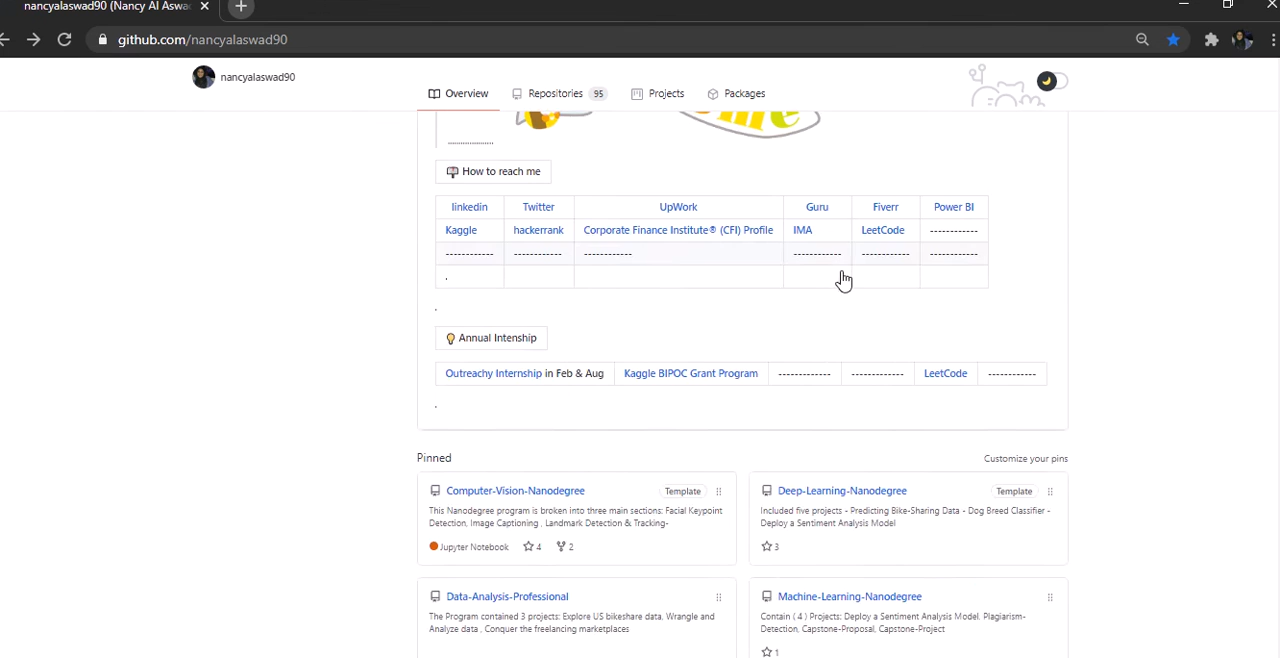 nancyalaswad90 (Nancy Al Aswa
github.com/nancyalaswad90
nancyalaswad90
Overview Repositories 95 Projects Packages
....................
How to reach me
linkedin Twitter UpWork Guru Fiverr Power BI
Kaggle hackerrank Corporate Finance Institute® (CFI) Profile IMA LeetCode ------------
------------ ------------ ------------ ------------ ------------ ------------
.
.
Annual Intenship
Outreachy Internship in Feb & Aug Kaggle BIPOC Grant Program ------------ ------------ LeetCode ------------
.
Pinned Customize your pins
Computer-Vision-Nanodegree Template
This Nanodegree program is broken into three main sections: Facial Keypoint
Detection, Image Captioning , Landmark Detection & Tracking-
Jupyter Notebook 4 2
Deep-Learning-Nanodegree Template
Included five projects - Predicting Bike-Sharing Data - Dog Breed Classifier -
Deploy a Sentiment Analysis Model
3
Data-Analysis-Professional
The Program contained 3 projects: Explore US bikeshare data. Wrangle and
Analyze data , Conquer the freelancing marketplaces
Machine-Learning-Nanodegree
Contain ( 4 ) Projects: Deploy a Sentiment Analysis Model. Plagiarism-
Detection, Capstone-Proposal, Capstone-Project
1